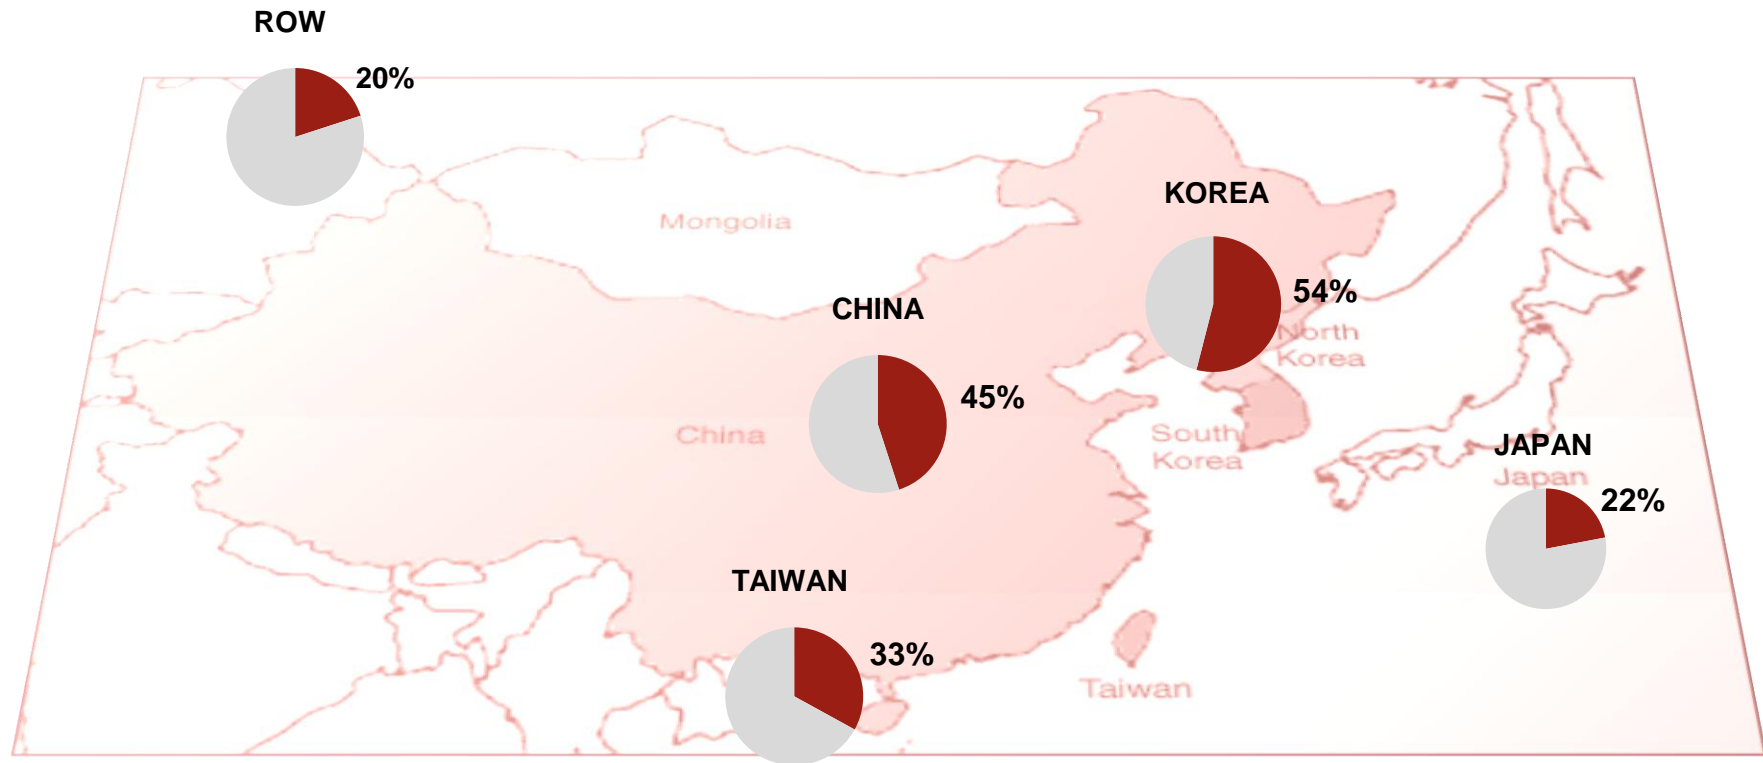 ROW
20%
Mongolia
KOREA
54%
CHINA
North
Korea
45%
China
South
Korea
JAPAN
Japan
22%
TAIWAN
33%
Taiwan